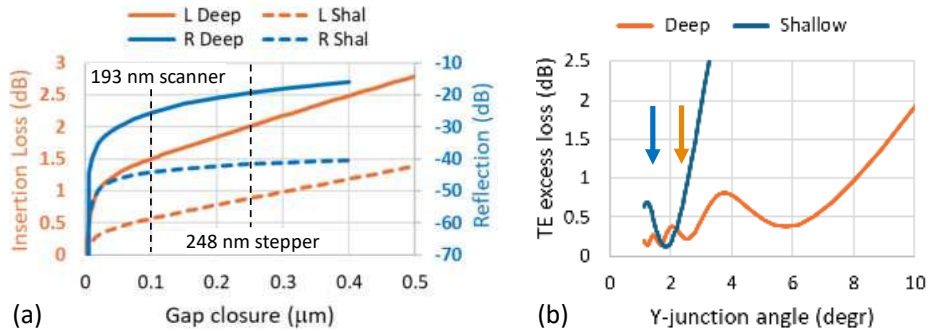 L Deep L Shal
R Deep R Shal
Insertion Loss (dB)
3
2.5
2
1.5
1
0.5
0
193 nm scanner
248 nm stepper
-10
-20
-30
-40
-50
-60
-70
Reflection (dB)
0 0.1 0.2 0.3 0.4 0.5
Gap closure (μm)
(a)
Deep Shallow
TE excess loss (dB)
2.5
2
1.5
1
0.5
0
0 2 4 6 8 10
Y-junction angle (degr)
(b)